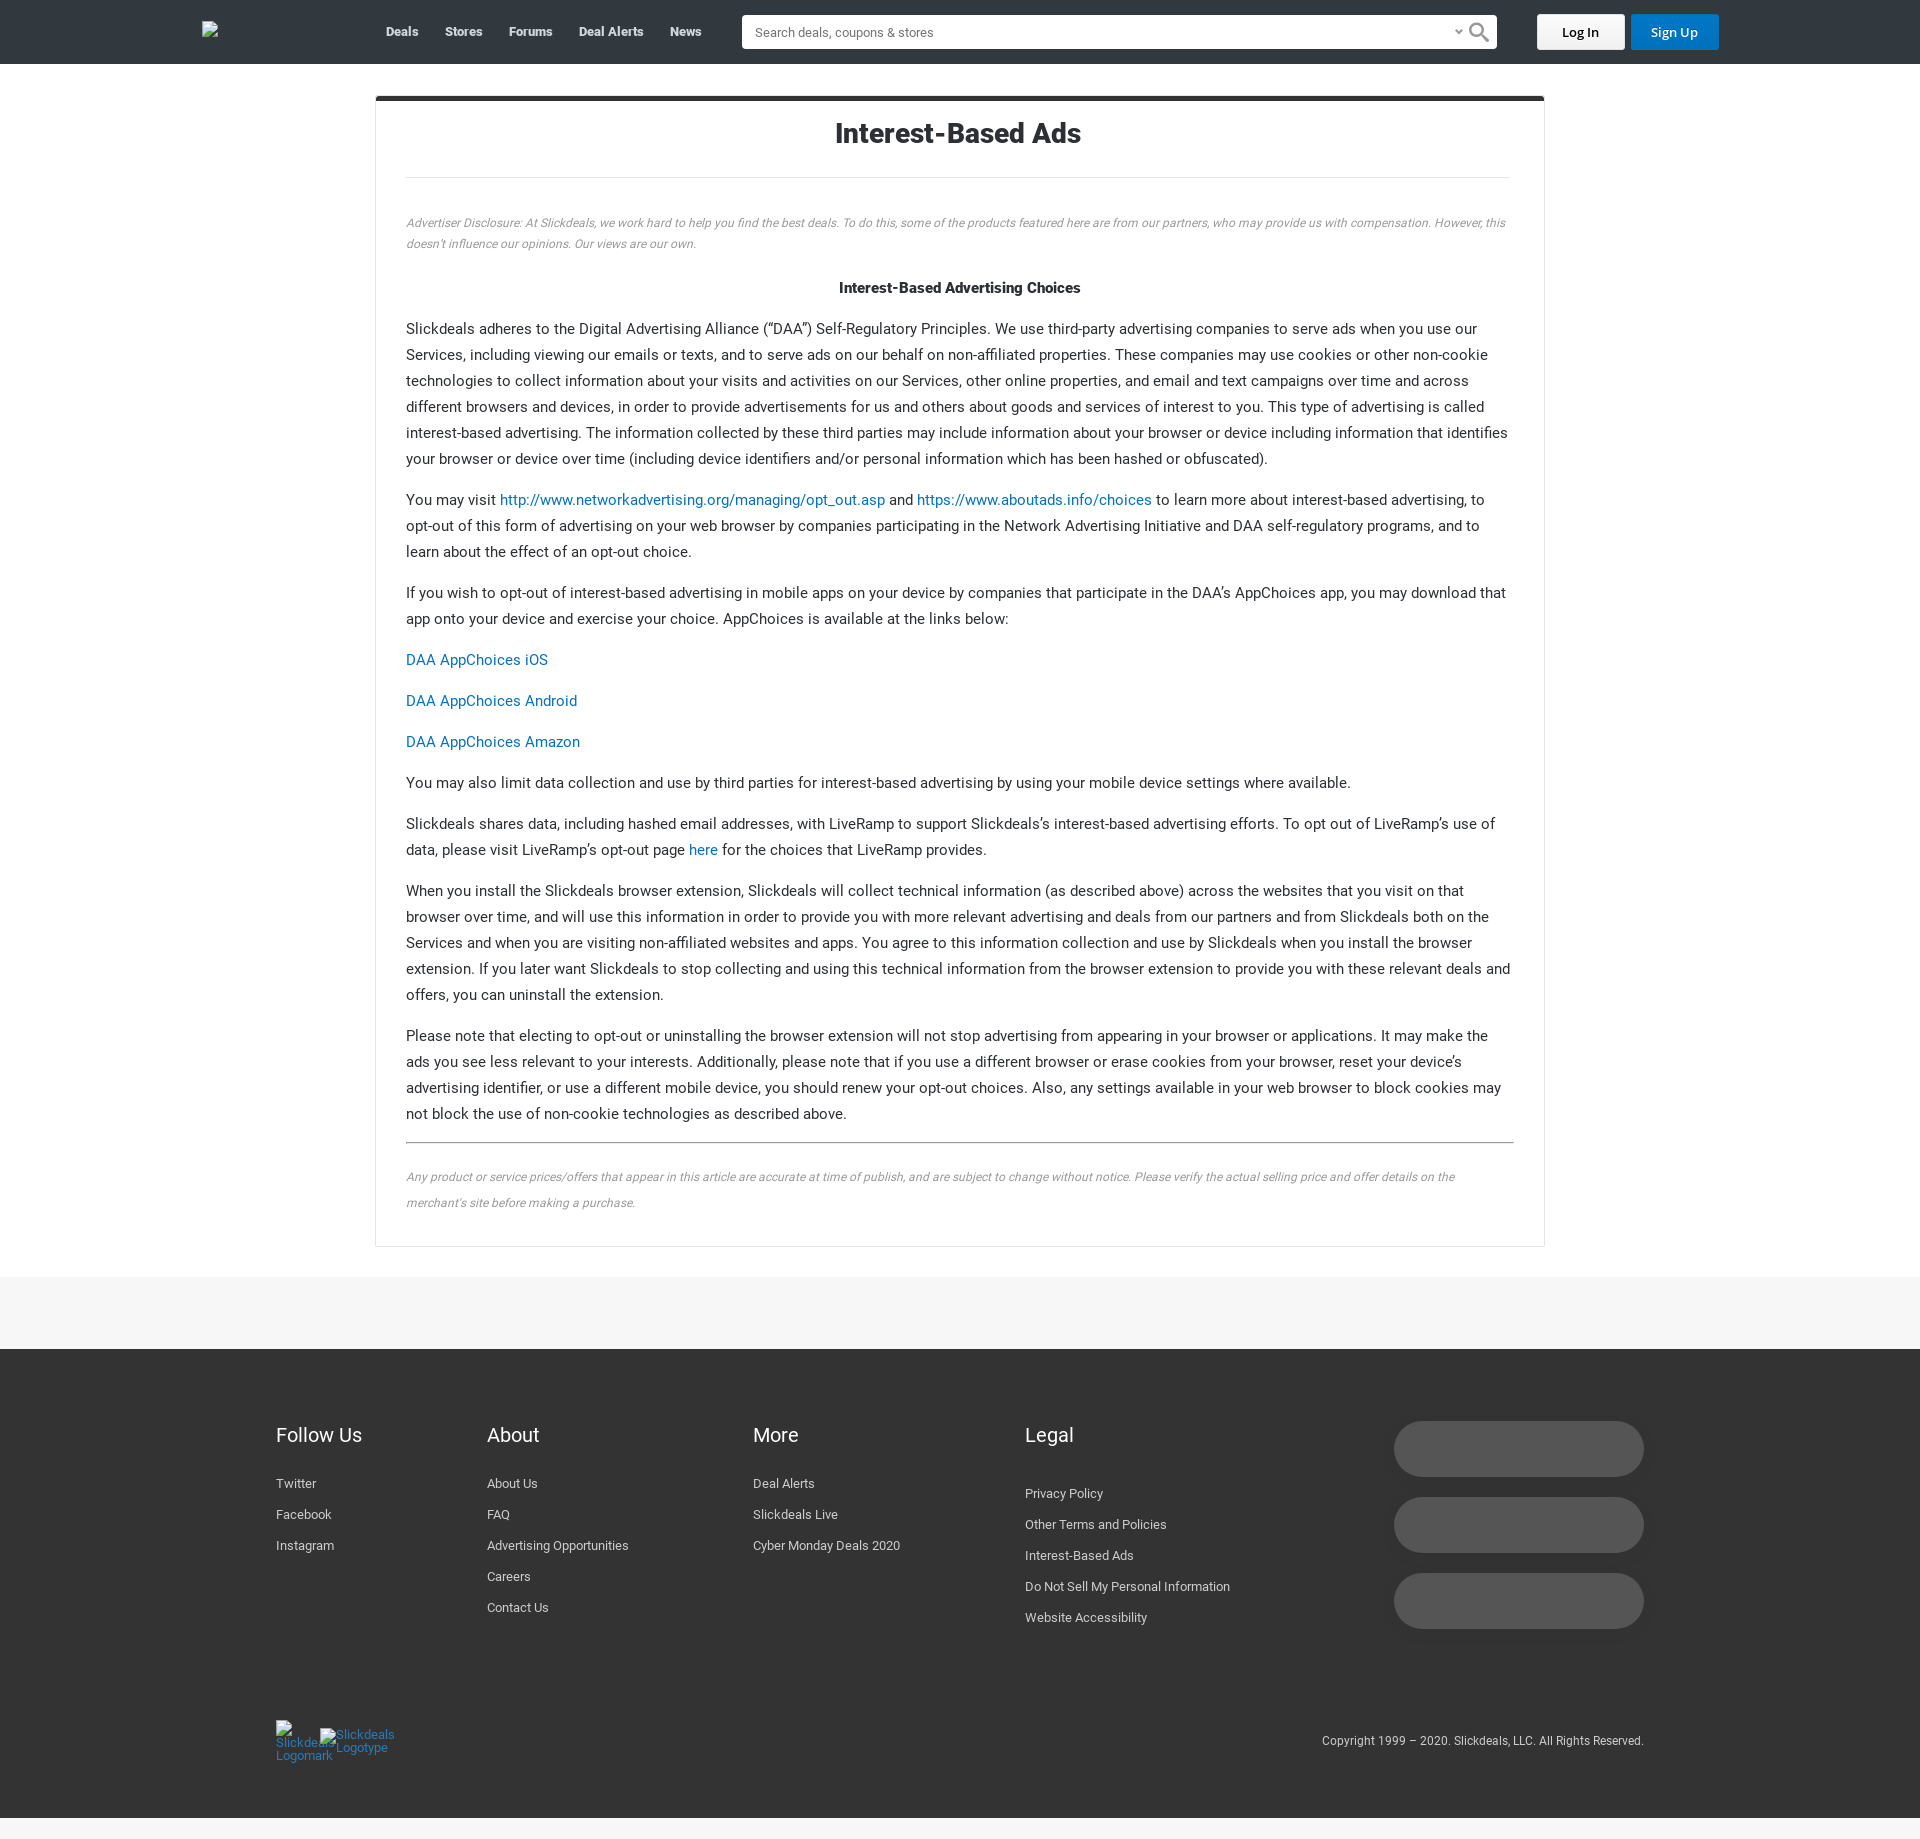 Deals Stores Forums Deal Alerts News Search deals, coupons & stores Log In Sign Up
Interest-Based Ads
Advertiser Disclosure: At Slickdeals, we work hard to help you find the best deals. To do this, some of the products featured here are from our partners, who may provide us with compensation. However, this
doesn’t influence our opinions. Our views are our own.
Interest-Based Advertising Choices
Slickdeals adheres to the Digital Advertising Alliance (“DAA”) Self-Regulatory Principles. We use third-party advertising companies to serve ads when you use our
Services, including viewing our emails or texts, and to serve ads on our behalf on non-affiliated properties. These companies may use cookies or other non-cookie
technologies to collect information about your visits and activities on our Services, other online properties, and email and text campaigns over time and across
different browsers and devices, in order to provide advertisements for us and others about goods and services of interest to you. This type of advertising is called
interest-based advertising. The information collected by these third parties may include information about your browser or device including information that identifies
your browser or device over time (including device identifiers and/or personal information which has been hashed or obfuscated).
You may visit http://www.networkadvertising.org/managing/opt_out.asp and https://www.aboutads.info/choices to learn more about interest-based advertising, to
opt-out of this form of advertising on your web browser by companies participating in the Network Advertising Initiative and DAA self-regulatory programs, and to
learn about the effect of an opt-out choice.
If you wish to opt-out of interest-based advertising in mobile apps on your device by companies that participate in the DAA’s AppChoices app, you may download that
app onto your device and exercise your choice. AppChoices is available at the links below:
DAA AppChoices iOS
DAA AppChoices Android
DAA AppChoices Amazon
You may also limit data collection and use by third parties for interest-based advertising by using your mobile device settings where available.
Slickdeals shares data, including hashed email addresses, with LiveRamp to support Slickdeals’s interest-based advertising efforts. To opt out of LiveRamp’s use of
data, please visit LiveRamp’s opt-out page here for the choices that LiveRamp provides.
When you install the Slickdeals browser extension, Slickdeals will collect technical information (as described above) across the websites that you visit on that
browser over time, and will use this information in order to provide you with more relevant advertising and deals from our partners and from Slickdeals both on the
Services and when you are visiting non-affiliated websites and apps. You agree to this information collection and use by Slickdeals when you install the browser
extension. If you later want Slickdeals to stop collecting and using this technical information from the browser extension to provide you with these relevant deals and
offers, you can uninstall the extension.
Please note that electing to opt-out or uninstalling the browser extension will not stop advertising from appearing in your browser or applications. It may make the
ads you see less relevant to your interests. Additionally, please note that if you use a different browser or erase cookies from your browser, reset your device’s
advertising identifier, or use a different mobile device, you should renew your opt-out choices. Also, any settings available in your web browser to block cookies may
not block the use of non-cookie technologies as described above.
Any product or service prices/offers that appear in this article are accurate at time of publish, and are subject to change without notice. Please verify the actual selling price and offer details on the
merchant's site before making a purchase.
Follow Us
Twitter
Facebook
Instagram
About
About Us
FAQ
Advertising Opportunities
Careers
Contact Us
More
Deal Alerts
Slickdeals Live
Cyber Monday Deals 2020
Legal
Privacy Policy
Other Terms and Policies
Interest-Based Ads
Do Not Sell My Personal Information
Website Accessibility
Slickdeals
Logomark
Slickdeals
Logotype
Copyright 1999 – 2020. Slickdeals, LLC. All Rights Reserved.